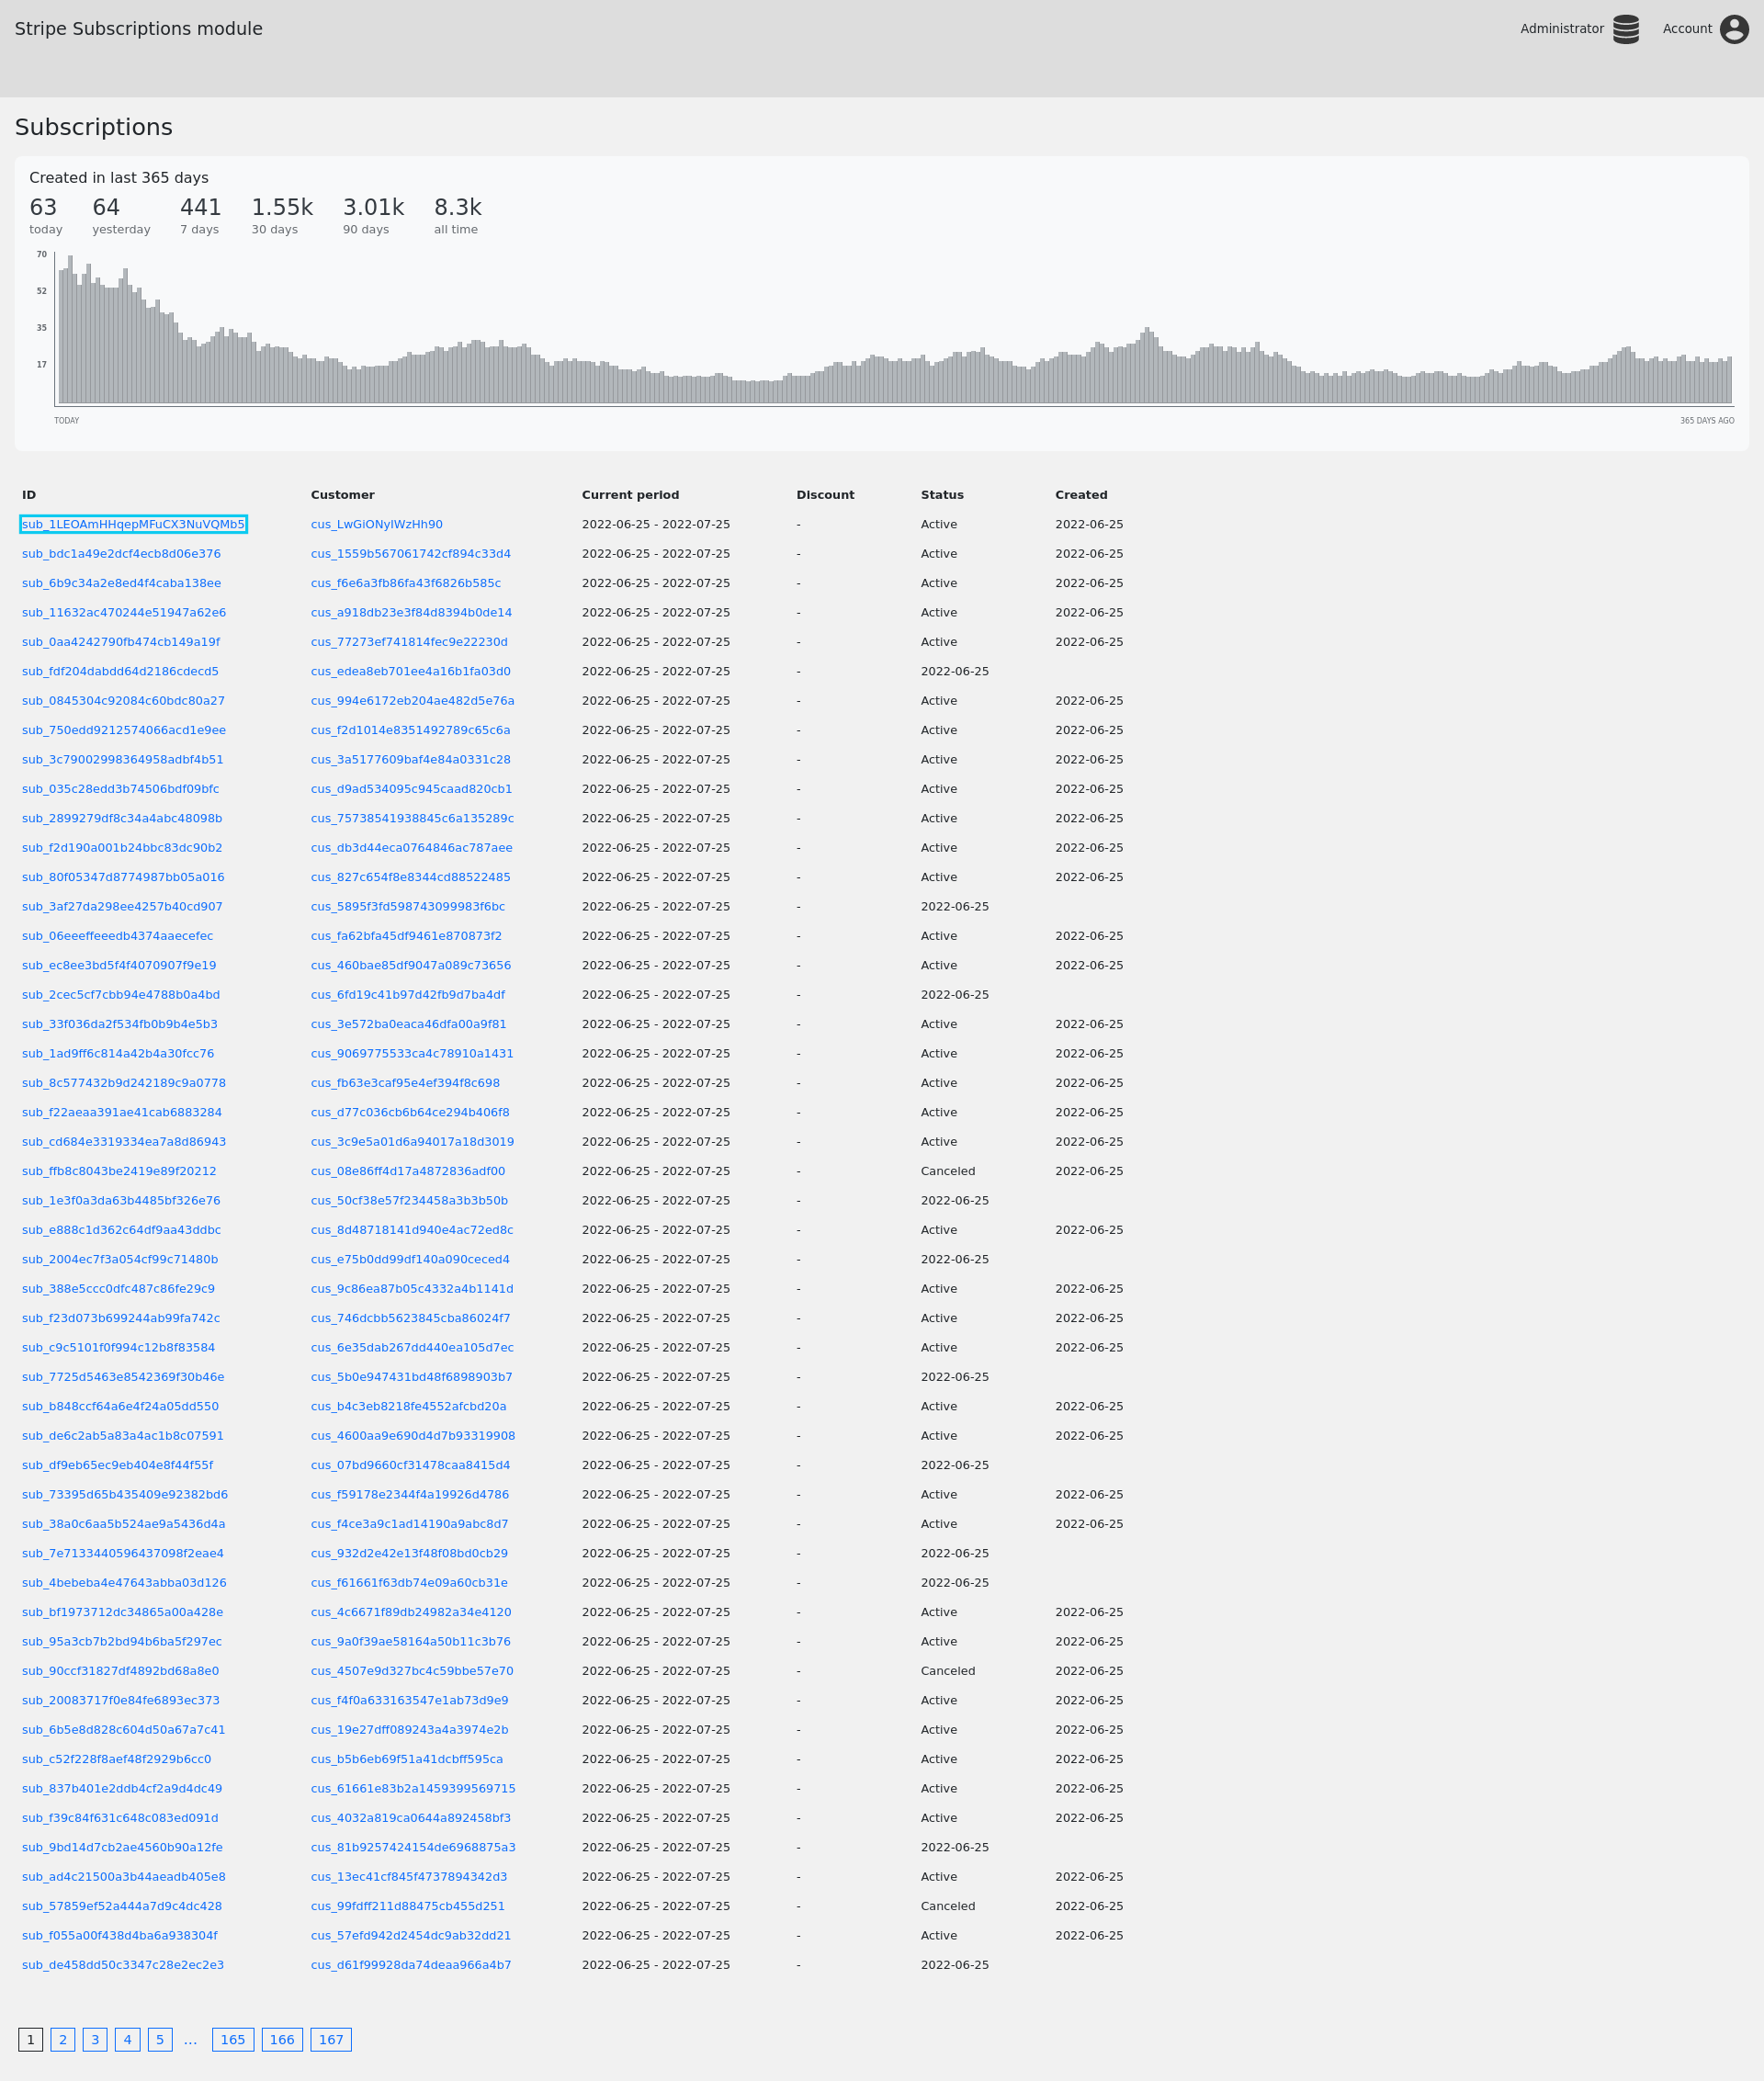 Stripe Subscriptions module
Administrator Account
Subscriptions
Created in last 365 days
63 64 441 1.55k 3.01k 8.3k
today yesterday 7 days 30 days 90 days all time
70
52
35
17
TODAY 365 DAYS AGO
ID Customer Current period Discount Status Created
sub_1LEOAmHHqepMFuCX3NuVQMb5 cus_LwGiONyIWzHh90 2022-06-25 - 2022-07-25 - Active 2022-06-25
sub_bdc1a49e2dcf4ecb8d06e376 cus_1559b567061742cf894c33d4 2022-06-25 - 2022-07-25 - Active 2022-06-25
sub_6b9c34a2e8ed4f4caba138ee cus_f6e6a3fb86fa43f6826b585c 2022-06-25 - 2022-07-25 - Active 2022-06-25
sub_11632ac470244e51947a62e6 cus_a918db23e3f84d8394b0de14 2022-06-25 - 2022-07-25 - Active 2022-06-25
sub_0aa4242790fb474cb149a19f cus_77273ef741814fec9e22230d 2022-06-25 - 2022-07-25 - Active 2022-06-25
sub_fdf204dabdd64d2186cdecd5 cus_edea8eb701ee4a16b1fa03d0 2022-06-25 - 2022-07-25 - 2022-06-25
sub_0845304c92084c60bdc80a27 cus_994e6172eb204ae482d5e76a 2022-06-25 - 2022-07-25 - Active 2022-06-25
sub_750edd9212574066acd1e9ee cus_f2d1014e8351492789c65c6a 2022-06-25 - 2022-07-25 - Active 2022-06-25
sub_3c79002998364958adbf4b51 cus_3a5177609baf4e84a0331c28 2022-06-25 - 2022-07-25 - Active 2022-06-25
sub_035c28edd3b74506bdf09bfc cus_d9ad534095c945caad820cb1 2022-06-25 - 2022-07-25 - Active 2022-06-25
sub_2899279df8c34a4abc48098b cus_75738541938845c6a135289c 2022-06-25 - 2022-07-25 - Active 2022-06-25
sub_f2d190a001b24bbc83dc90b2 cus_db3d44eca0764846ac787aee 2022-06-25 - 2022-07-25 - Active 2022-06-25
sub_80f05347d8774987bb05a016 cus_827c654f8e8344cd88522485 2022-06-25 - 2022-07-25 - Active 2022-06-25
sub_3af27da298ee4257b40cd907 cus_5895f3fd598743099983f6bc 2022-06-25 - 2022-07-25 - 2022-06-25
sub_06eeeffeeedb4374aaecefec cus_fa62bfa45df9461e870873f2 2022-06-25 - 2022-07-25 - Active 2022-06-25
sub_ec8ee3bd5f4f4070907f9e19 cus_460bae85df9047a089c73656 2022-06-25 - 2022-07-25 - Active 2022-06-25
sub_2cec5cf7cbb94e4788b0a4bd cus_6fd19c41b97d42fb9d7ba4df 2022-06-25 - 2022-07-25 - 2022-06-25
sub_33f036da2f534fb0b9b4e5b3 cus_3e572ba0eaca46dfa00a9f81 2022-06-25 - 2022-07-25 - Active 2022-06-25
sub_1ad9ff6c814a42b4a30fcc76 cus_9069775533ca4c78910a1431 2022-06-25 - 2022-07-25 - Active 2022-06-25
sub_8c577432b9d242189c9a0778 cus_fb63e3caf95e4ef394f8c698 2022-06-25 - 2022-07-25 - Active 2022-06-25
sub_f22aeaa391ae41cab6883284 cus_d77c036cb6b64ce294b406f8 2022-06-25 - 2022-07-25 - Active 2022-06-25
sub_cd684e3319334ea7a8d86943 cus_3c9e5a01d6a94017a18d3019 2022-06-25 - 2022-07-25 - Active 2022-06-25
sub_ffb8c8043be2419e89f20212 cus_08e86ff4d17a4872836adf00 2022-06-25 - 2022-07-25 - Canceled 2022-06-25
sub_1e3f0a3da63b4485bf326e76 cus_50cf38e57f234458a3b3b50b 2022-06-25 - 2022-07-25 - 2022-06-25
sub_e888c1d362c64df9aa43ddbc cus_8d48718141d940e4ac72ed8c 2022-06-25 - 2022-07-25 - Active 2022-06-25
sub_2004ec7f3a054cf99c71480b cus_e75b0dd99df140a090ceced4 2022-06-25 - 2022-07-25 - 2022-06-25
sub_388e5ccc0dfc487c86fe29c9 cus_9c86ea87b05c4332a4b1141d 2022-06-25 - 2022-07-25 - Active 2022-06-25
sub_f23d073b699244ab99fa742c cus_746dcbb5623845cba86024f7 2022-06-25 - 2022-07-25 - Active 2022-06-25
sub_c9c5101f0f994c12b8f83584 cus_6e35dab267dd440ea105d7ec 2022-06-25 - 2022-07-25 - Active 2022-06-25
sub_7725d5463e8542369f30b46e cus_5b0e947431bd48f6898903b7 2022-06-25 - 2022-07-25 - 2022-06-25
sub_b848ccf64a6e4f24a05dd550 cus_b4c3eb8218fe4552afcbd20a 2022-06-25 - 2022-07-25 - Active 2022-06-25
sub_de6c2ab5a83a4ac1b8c07591 cus_4600aa9e690d4d7b93319908 2022-06-25 - 2022-07-25 - Active 2022-06-25
sub_df9eb65ec9eb404e8f44f55f cus_07bd9660cf31478caa8415d4 2022-06-25 - 2022-07-25 - 2022-06-25
sub_73395d65b435409e92382bd6 cus_f59178e2344f4a19926d4786 2022-06-25 - 2022-07-25 - Active 2022-06-25
sub_38a0c6aa5b524ae9a5436d4a cus_f4ce3a9c1ad14190a9abc8d7 2022-06-25 - 2022-07-25 - Active 2022-06-25
sub_7e7133440596437098f2eae4 cus_932d2e42e13f48f08bd0cb29 2022-06-25 - 2022-07-25 - 2022-06-25
sub_4bebeba4e47643abba03d126 cus_f61661f63db74e09a60cb31e 2022-06-25 - 2022-07-25 - 2022-06-25
sub_bf1973712dc34865a00a428e cus_4c6671f89db24982a34e4120 2022-06-25 - 2022-07-25 - Active 2022-06-25
sub_95a3cb7b2bd94b6ba5f297ec cus_9a0f39ae58164a50b11c3b76 2022-06-25 - 2022-07-25 - Active 2022-06-25
sub_90ccf31827df4892bd68a8e0 cus_4507e9d327bc4c59bbe57e70 2022-06-25 - 2022-07-25 - Canceled 2022-06-25
sub_20083717f0e84fe6893ec373 cus_f4f0a633163547e1ab73d9e9 2022-06-25 - 2022-07-25 - Active 2022-06-25
sub_6b5e8d828c604d50a67a7c41 cus_19e27dff089243a4a3974e2b 2022-06-25 - 2022-07-25 - Active 2022-06-25
sub_c52f228f8aef48f2929b6cc0 cus_b5b6eb69f51a41dcbff595ca 2022-06-25 - 2022-07-25 - Active 2022-06-25
sub_837b401e2ddb4cf2a9d4dc49 cus_61661e83b2a1459399569715 2022-06-25 - 2022-07-25 - Active 2022-06-25
sub_f39c84f631c648c083ed091d cus_4032a819ca0644a892458bf3 2022-06-25 - 2022-07-25 - Active 2022-06-25
sub_9bd14d7cb2ae4560b90a12fe cus_81b9257424154de6968875a3 2022-06-25 - 2022-07-25 - 2022-06-25
sub_ad4c21500a3b44aeadb405e8 cus_13ec41cf845f4737894342d3 2022-06-25 - 2022-07-25 - Active 2022-06-25
sub_57859ef52a444a7d9c4dc428 cus_99fdff211d88475cb455d251 2022-06-25 - 2022-07-25 - Canceled 2022-06-25
sub_f055a00f438d4ba6a938304f cus_57efd942d2454dc9ab32dd21 2022-06-25 - 2022-07-25 - Active 2022-06-25
sub_de458dd50c3347c28e2ec2e3 cus_d61f99928da74deaa966a4b7 2022-06-25 - 2022-07-25 - 2022-06-25
1 2 3 4 5 ... 165 166 167